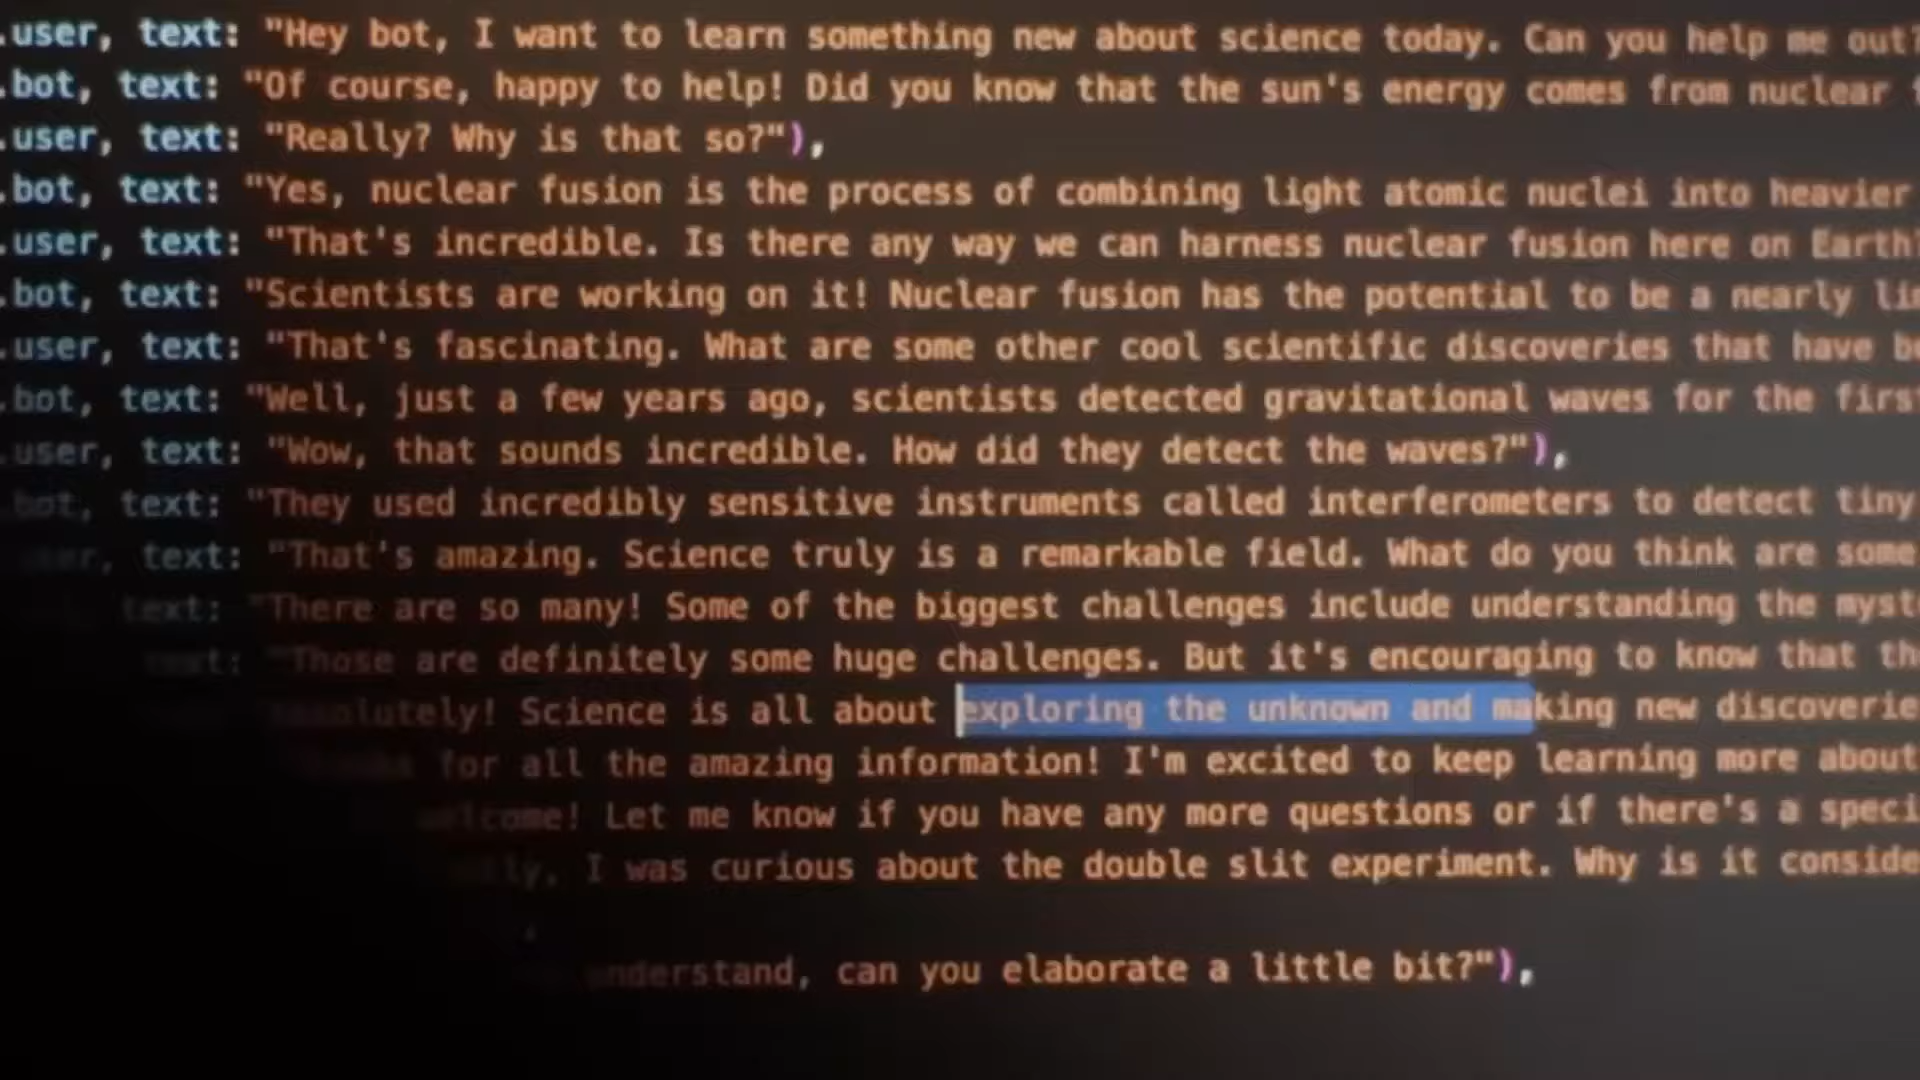 .user, text: "Hey bot, I want to learn something new about science today. Can you help me out?
.bot, text: "Of course, happy to help! Did you know that the sun's energy comes from nuclear
.user, text: "Really? Why is that so?"),
.bot, text: "Yes, nuclear fusion is the process of combining light atomic nuclei into heavier
.user, text: "That's incredible. Is there any way we can harness nuclear fusion here on Earth?
.bot, text: "Scientists are working on it! Nuclear fusion has the potential to be a nearly
.user, text: "That's fascinating. What are some other cool scientific discoveries that have
.bot, text: "Well, just a few years ago, scientists detected gravitational waves for the first
.user, text: "Wow, that sounds incredible. How did they detect the waves?"),
bot, text: "They used incredibly sensitive instruments called interferometers to detect tiny
user, text: "That's amazing. Science truly is a remarkable field. What do you think are some
text: "There are so many! Some of the biggest challenges include understanding the
text: "Those are definitely some huge challenges. But it's encouraging to know that
Science is all about exploring the unknown and making new
for all the amazing information! I'm excited to keep learning more about
Let me know if you have any more questions or if there's a
I was curious about the double slit experiment. Why is it
understand, can you elaborate a little bit?"),